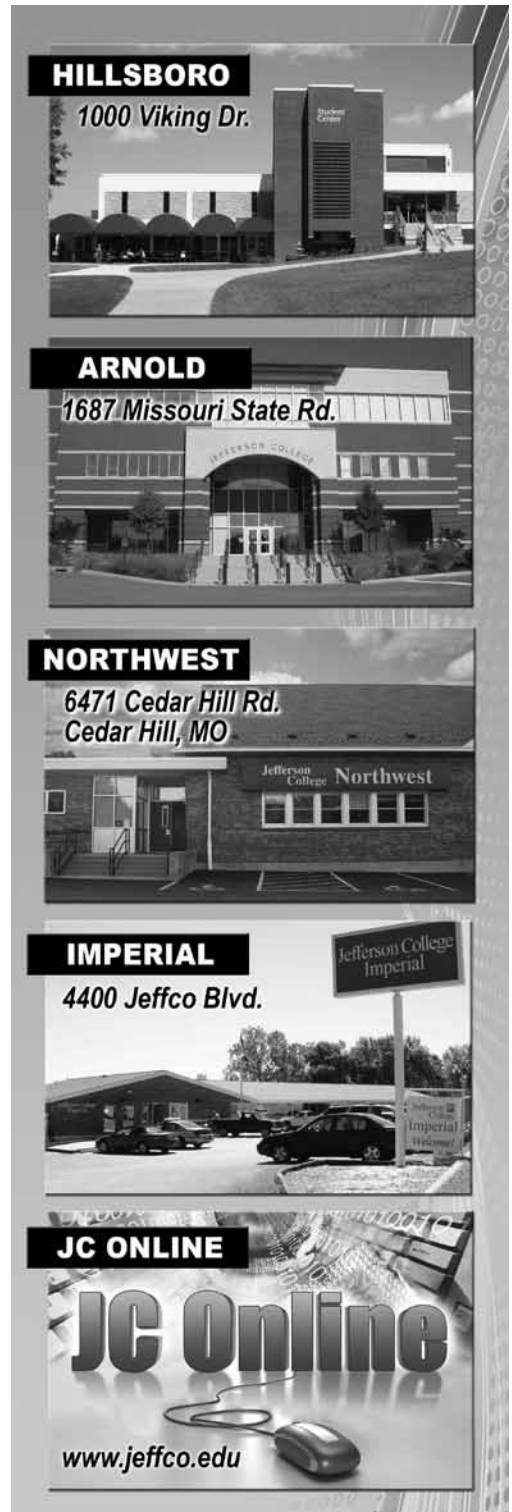 HILLSBORO
1000 Viking Dr.
Student
Center
ARNOLD
1687 Missouri State Rd.
JEFFERSON COLLEGE
NORTHWEST
6471 Cedar Hill Rd.
Cedar Hill, MO
Jefferson
College Northwest
IMPERIAL
4400 Jeffco Blvd.
Jefferson College
Imperial
Jefferson
College
Imperial
Welcome!
JC ONLINE
JC Online
www.jeffco.edu